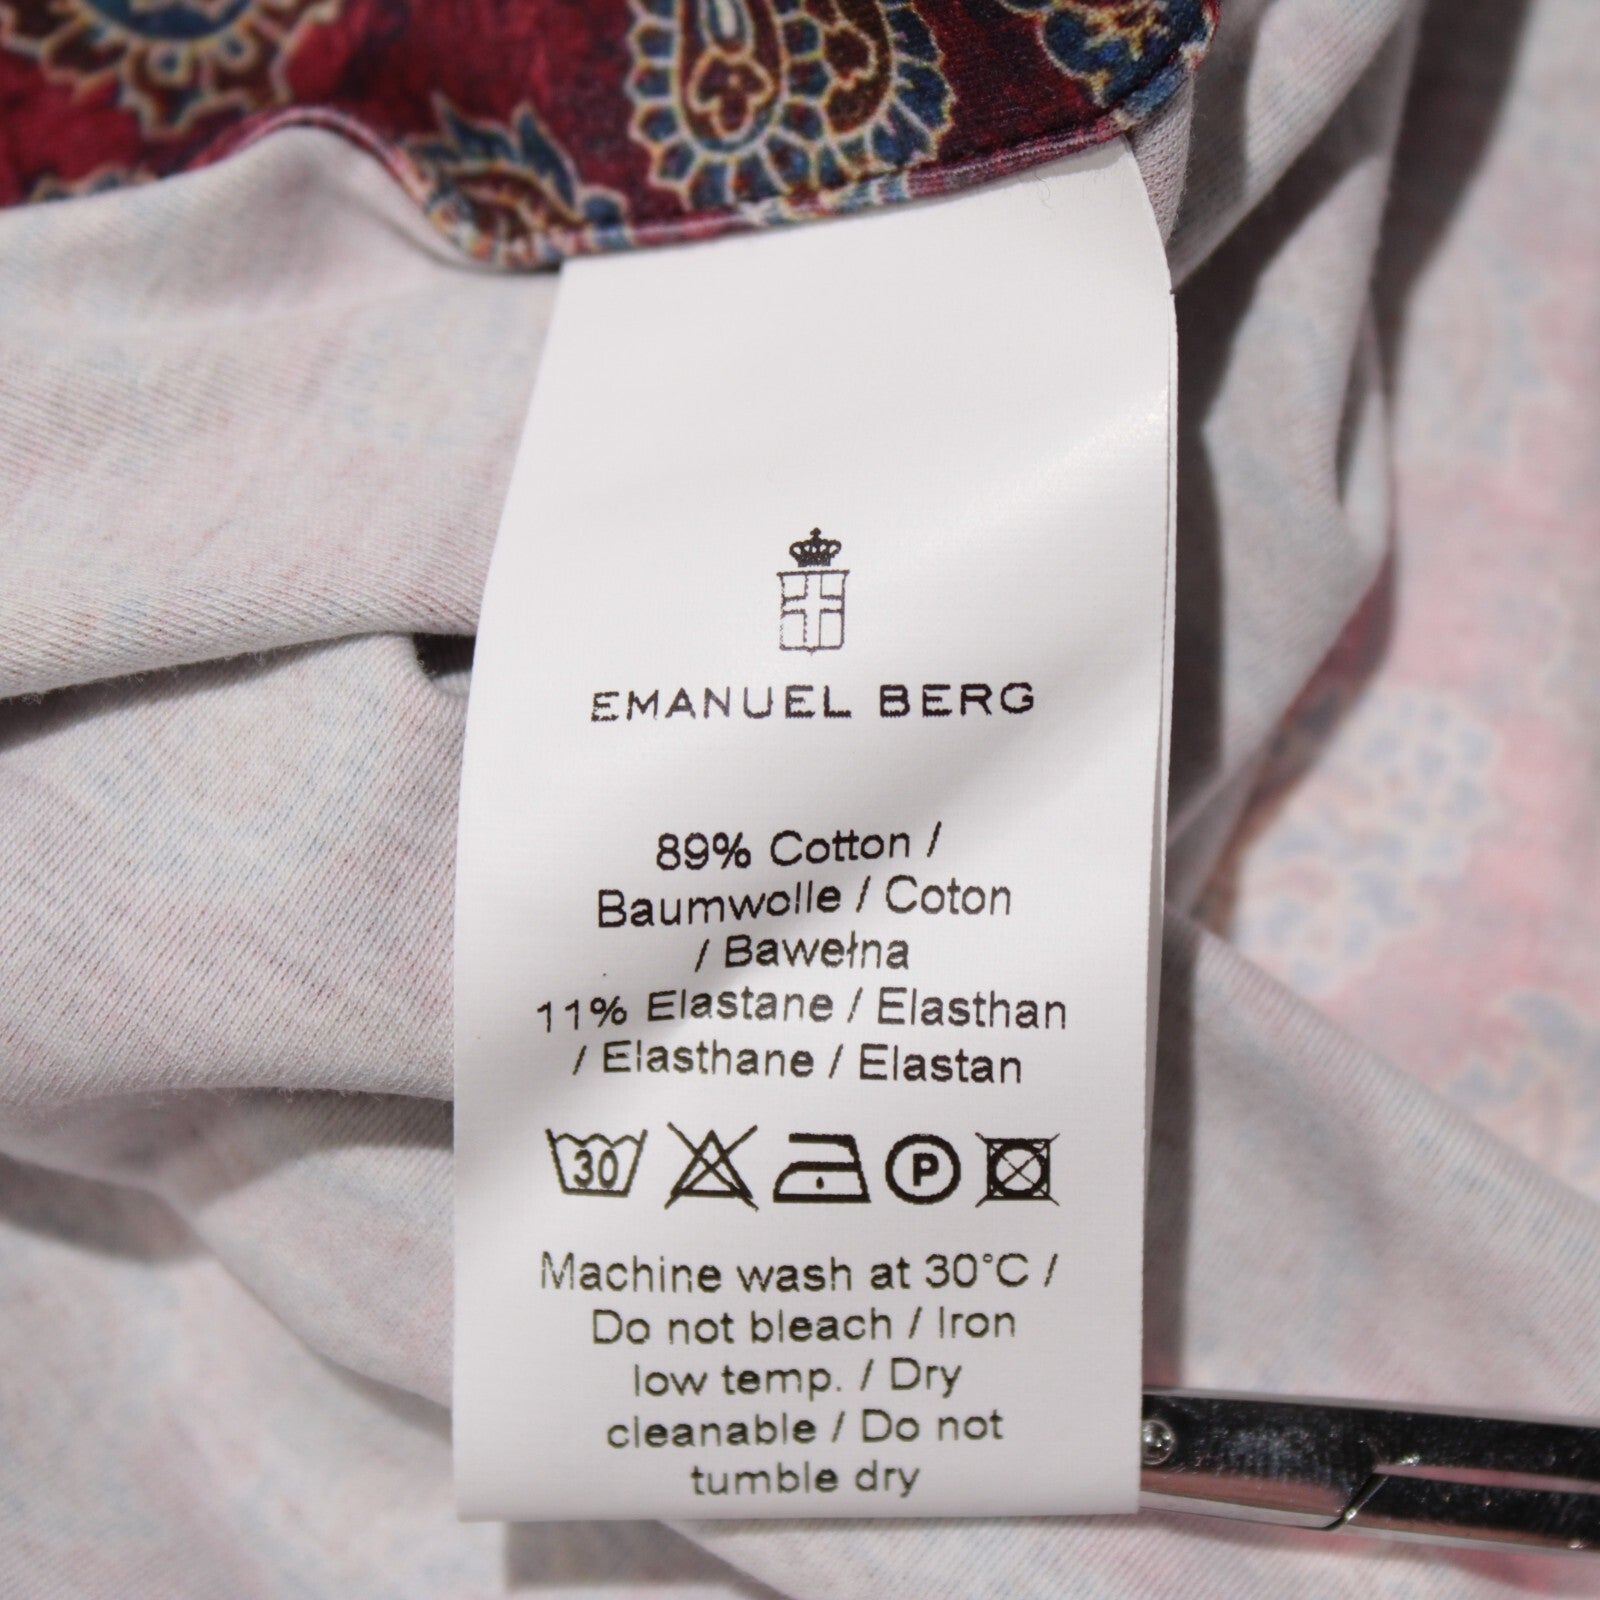 EMANUEL BERG
89% Cotton /
Baumwolle / Coton
/ Bawełna
11% Elastane / Elasthan
/ Elasthane / Elastan
30 P
Machine wash at 30°C /
Do not bleach / Iron
low temp. / Dry
cleanable / Do not
tumble dry